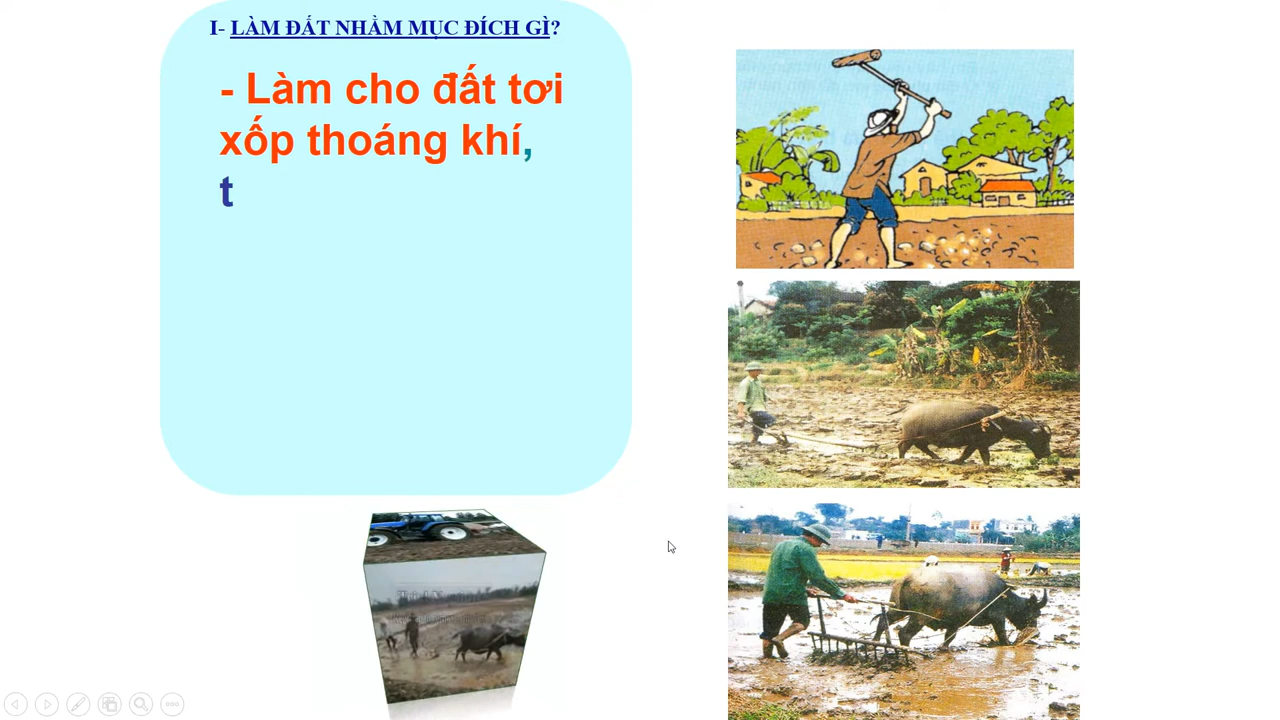 I- LÀM ĐẤT NHẰM MỤC ĐÍCH GÌ?
- Làm cho đất tơi
xốp thoáng khí,
t